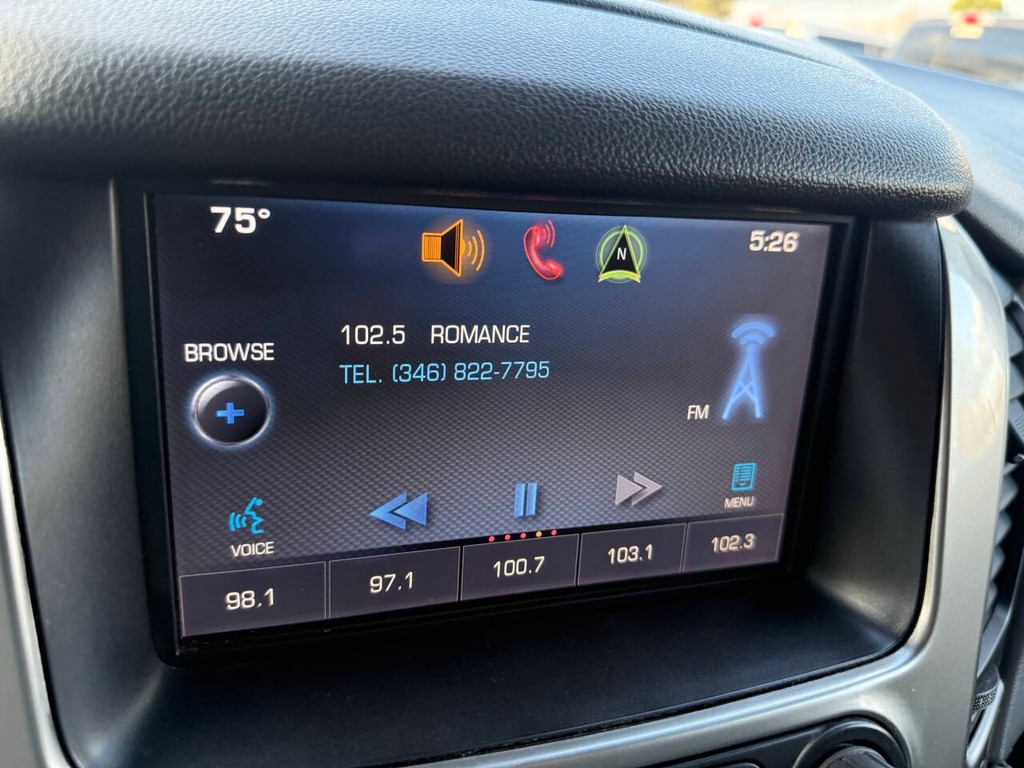 75°
5:26
N
102.5 ROMANCE
TEL. (346) 822-7795
BROWSE
FM
VOICE
MENU
98.1 97.1 100.7 103.1 102.3